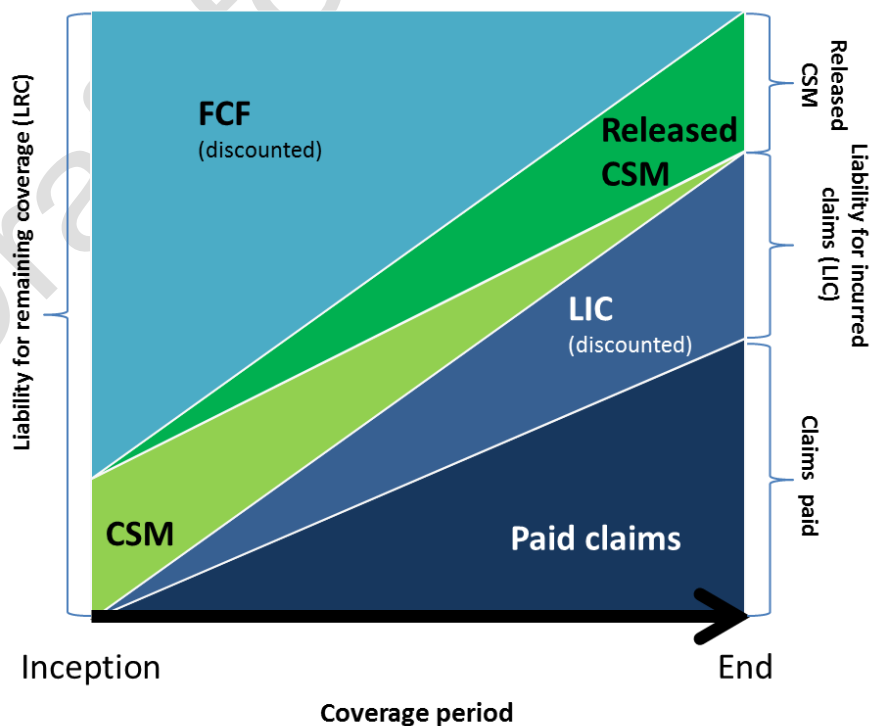 Liability for remaining coverage (LRC)
FCF
(discounted)
Released
CSM
CSM
LIC
(discounted)
Paid claims
Released
CSM
Liability for incurred
claims (LIC)
Claims
paid
Inception
End
Coverage period